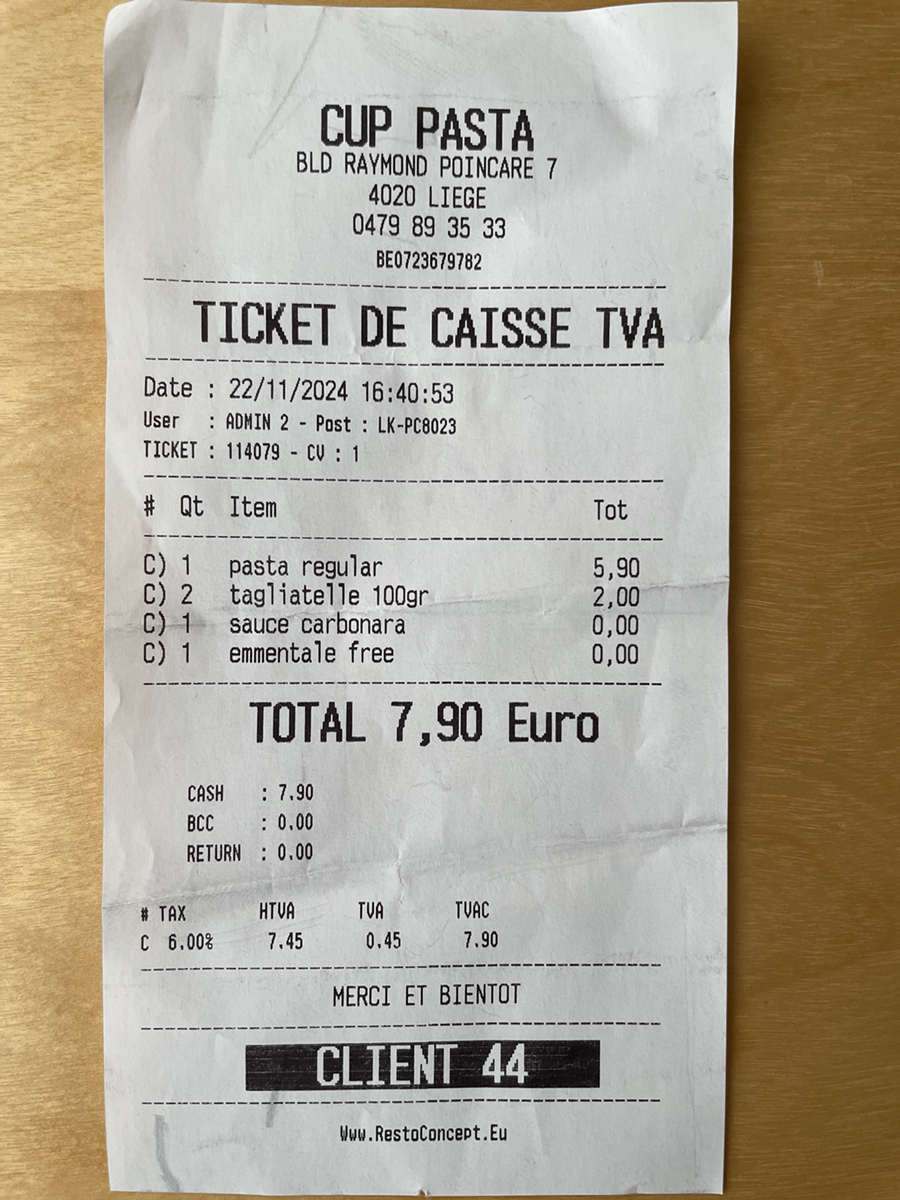 CUP PASTA
BLD RAYMOND POINCARE 7
4020 LIEGE
0479 89 35 33
BE0723679782
TICKET DE CAISSE TVA
Date : 22/11/2024 16:40:53
User : ADMIN 2 - Post : LK-PC8023
TICKET : 114079 - CV : 1
# Qt Item Tot
C) 1 pasta regular 5,90
C) 2 tagliatelle 100gr 2,00
C) 1 sauce carbonara 0,00
C) 1 emmentale free 0,00
TOTAL 7,90 Euro
CASH : 7.90
BCC : 0.00
RETURN : 0.00
# TAX HTVA TVA TVAC
C 6.00% 7.45 0.45 7.90
MERCI ET BIENTOT
CLIENT 44
Www.RestoConcept.Eu